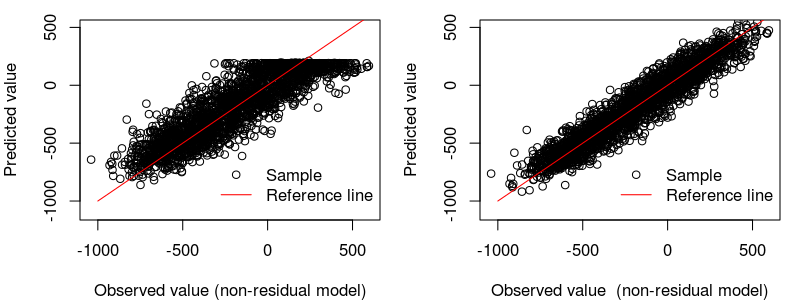 Predicted value
500
0
-500
-1000
Sample
Reference line
-1000 -500 0 500
Observed value (non-residual model)
Predicted value
500
0
-500
-1000
Sample
Reference line
-1000 -500 0 500
Observed value  (non-residual model)